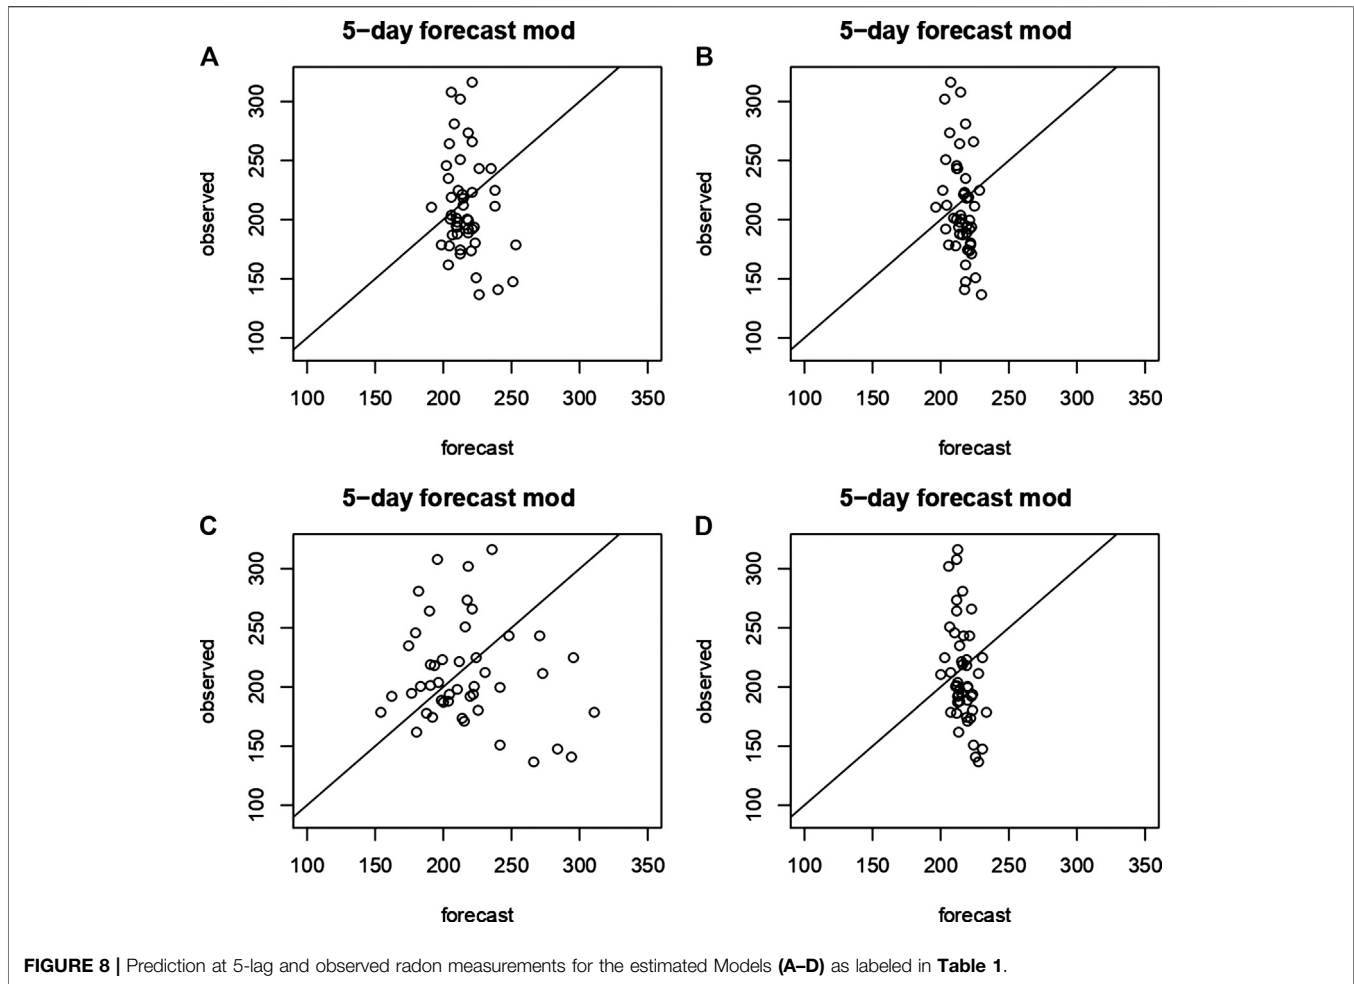 5−day forecast mod
A
observed
300
250
200
150
100
100 150 200 250 300 350
forecast
5−day forecast mod
B
observed
300
250
200
150
100
100 150 200 250 300 350
forecast
5−day forecast mod
C
observed
300
250
200
150
100
100 150 200 250 300 350
forecast
5−day forecast mod
D
observed
300
250
200
150
100
100 150 200 250 300 350
forecast
FIGURE 8 | Prediction at 5-lag and observed radon measurements for the estimated Models (A–D) as labeled in Table 1.